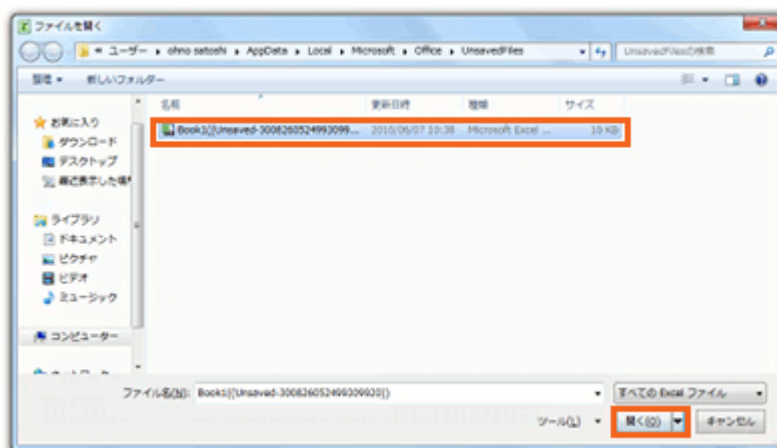 ファイルを開く
ユーザー ▸ ohno satoshi ▸ AppData ▸ Local ▸ Microsoft ▸ Office ▸ UnsavedFiles
UnsavedFilesの検索
整理 ▾ 新しいフォルダー
名前 更新日時 種類 サイズ
Book1((Unsaved-3008260524993099... 2010/06/07 10:38 Microsoft Excel ... 10 KB
お気に入り
ダウンロード
デスクトップ
最近表示した場所
ライブラリ
ドキュメント
ピクチャ
ビデオ
ミュージック
コンピューター
ファイル名(N): Book1((Unsaved-300826052499309920))
すべての Excel ファイル
ツール(L) 開く(O) キャンセル